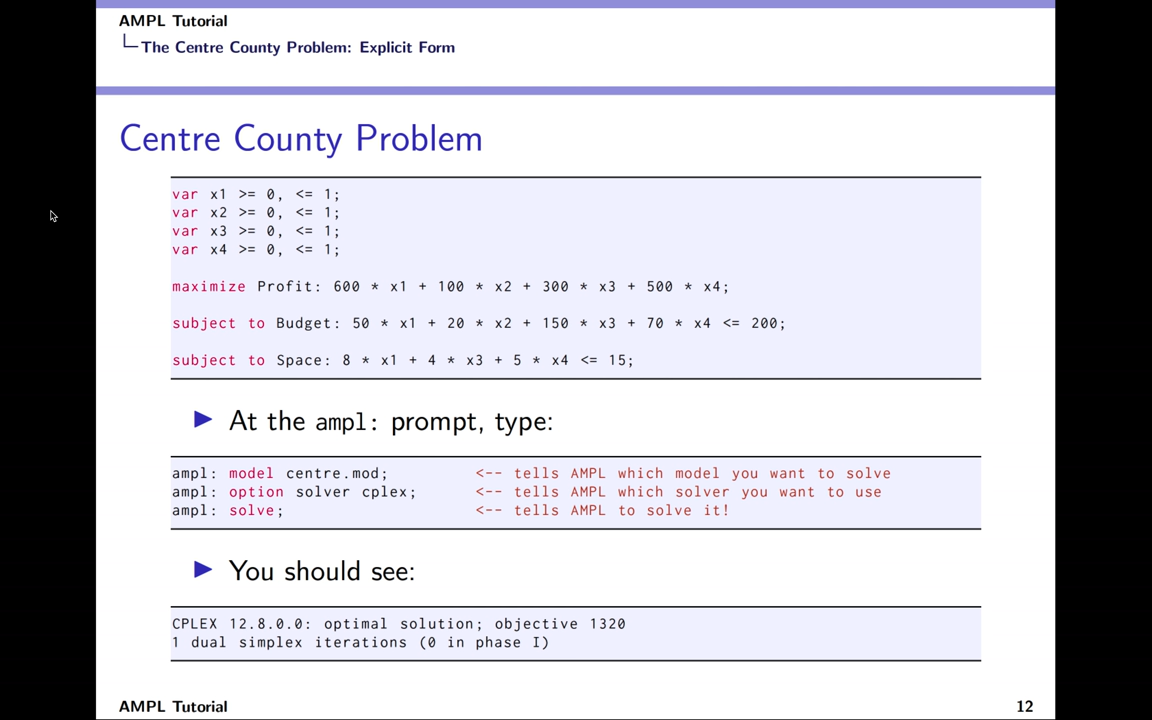 AMPL Tutorial
The Centre County Problem: Explicit Form
Centre County Problem
var x1 >= 0, <= 1;
var x2 >= 0, <= 1;
var x3 >= 0, <= 1;
var x4 >= 0, <= 1;
maximize Profit: 600 * x1 + 100 * x2 + 300 * x3 + 500 * x4;
subject to Budget: 50 * x1 + 20 * x2 + 150 * x3 + 70 * x4 <= 200;
subject to Space: 8 * x1 + 4 * x3 + 5 * x4 <= 15;
▶ At the ampl: prompt, type:
ampl: model centre.mod; <-- tells AMPL which model you want to solve
ampl: option solver cplex; <-- tells AMPL which solver you want to use
ampl: solve; <-- tells AMPL to solve it!
▶ You should see:
CPLEX 12.8.0.0: optimal solution; objective 1320
1 dual simplex iterations (0 in phase I)
AMPL Tutorial 12